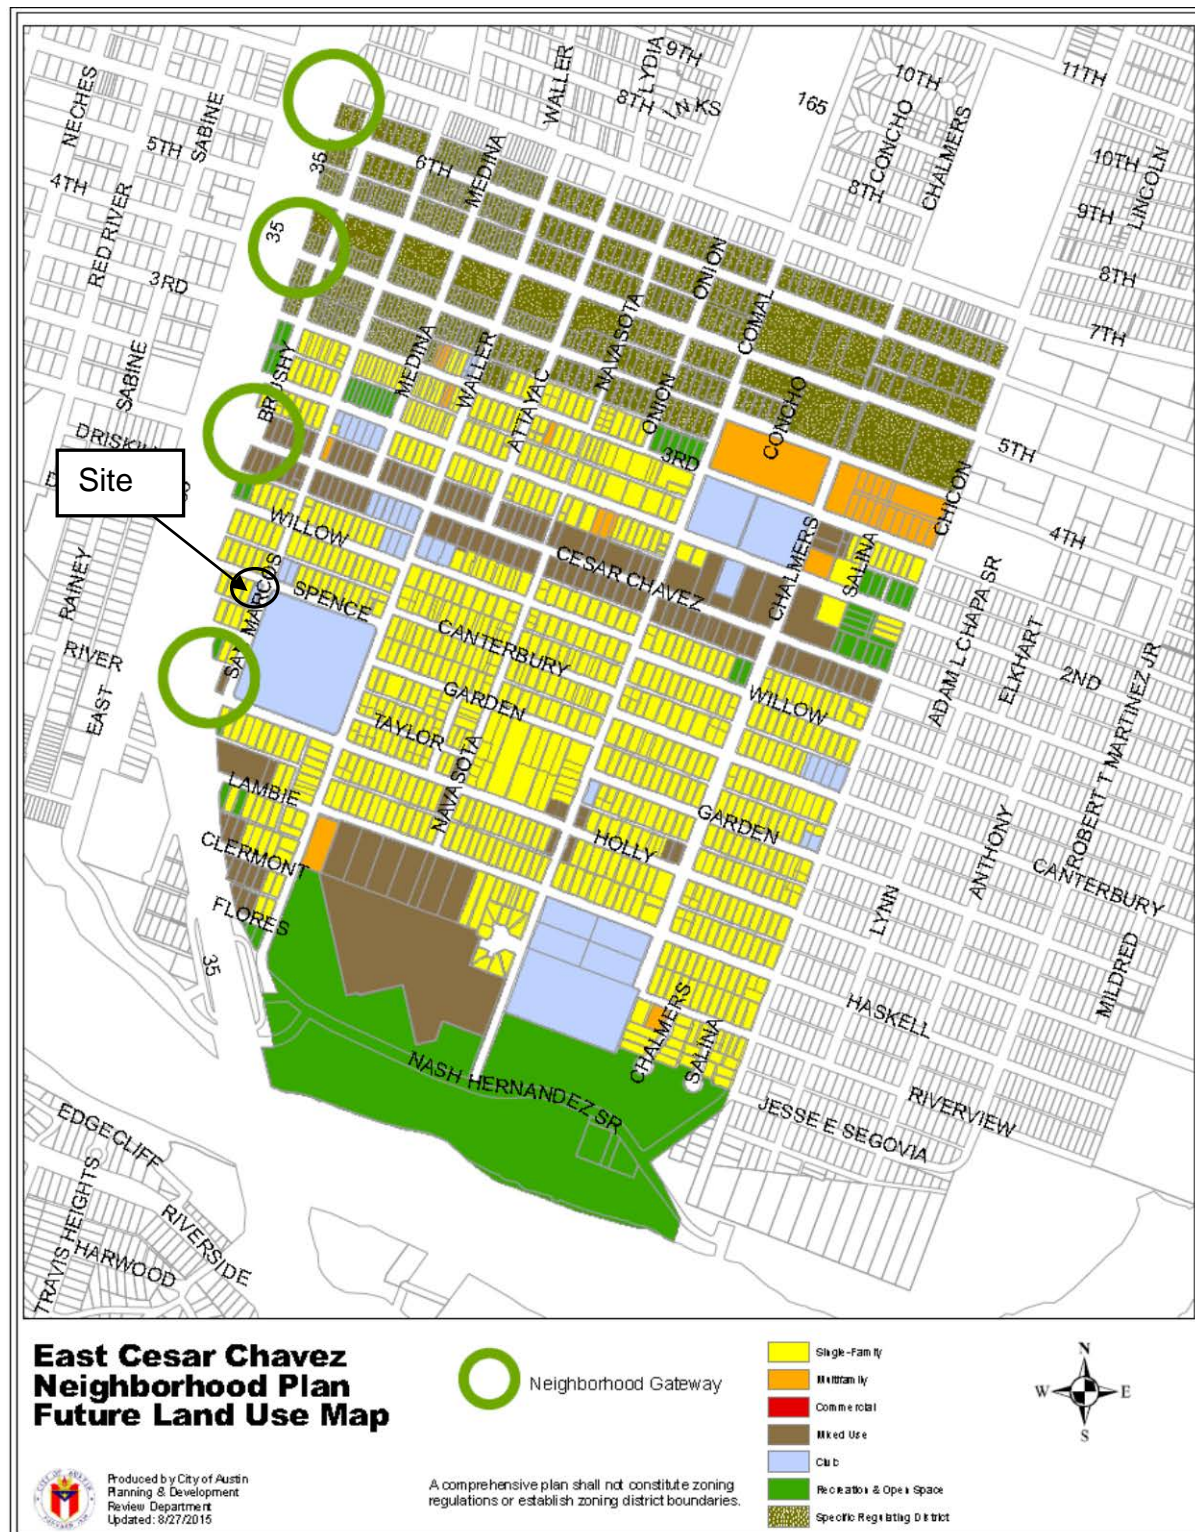 9TH
LYDIA
WALLER
8TH
10TH
11TH
165
CONCHO
CHALMERS
8TH
10TH
LINCOLN
9TH
8TH
7TH
NECHES
SABINE
5TH
4TH
RED RIVER
3RD
SABINE
35
6TH
MEDINA
35
ONION
NAVASOTA
COMAL
BRUSHY
MEDINA
WALLER
ATTAYAC
ONION
3RD
CONCHO
CHICON
5TH
4TH
Site
WILLOW
SAN MARCOS
SPENCE
CESAR CHAVEZ
CHALMERS
SALINA
RAINEY
RIVER
EAST
CANTERBURY
GARDEN
TAYLOR
NAVASOTA
WILLOW
ADAM L CHAPA SR
ELKHART
2ND
ROBERT T MARTINEZ JR
LAMBIE
CLERMONT
FLORES
HOLLY
GARDEN
ANTHONY
CANTERBURY
LYNN
MILDRED
HASKELL
35
CHALMERS
SALINA
NASH HERNANDEZ SR
RIVERVIEW
JESSE E SEGOVIA
EDGECLIFF
TRAVIS HEIGHTS
HARWOOD
RIVERSIDE
East Cesar Chavez
Neighborhood Plan
Future Land Use Map
Neighborhood Gateway
Single-Family
Multifamily
Commercial
Mixed Use
Civic
Recreation & Open Space
Specific Regulating District
N
W
E
S
Produced by City of Austin
Planning & Development
Review Department
Updated: 8/27/2015
A comprehensive plan shall not constitute zoning
regulations or establish zoning district boundaries.